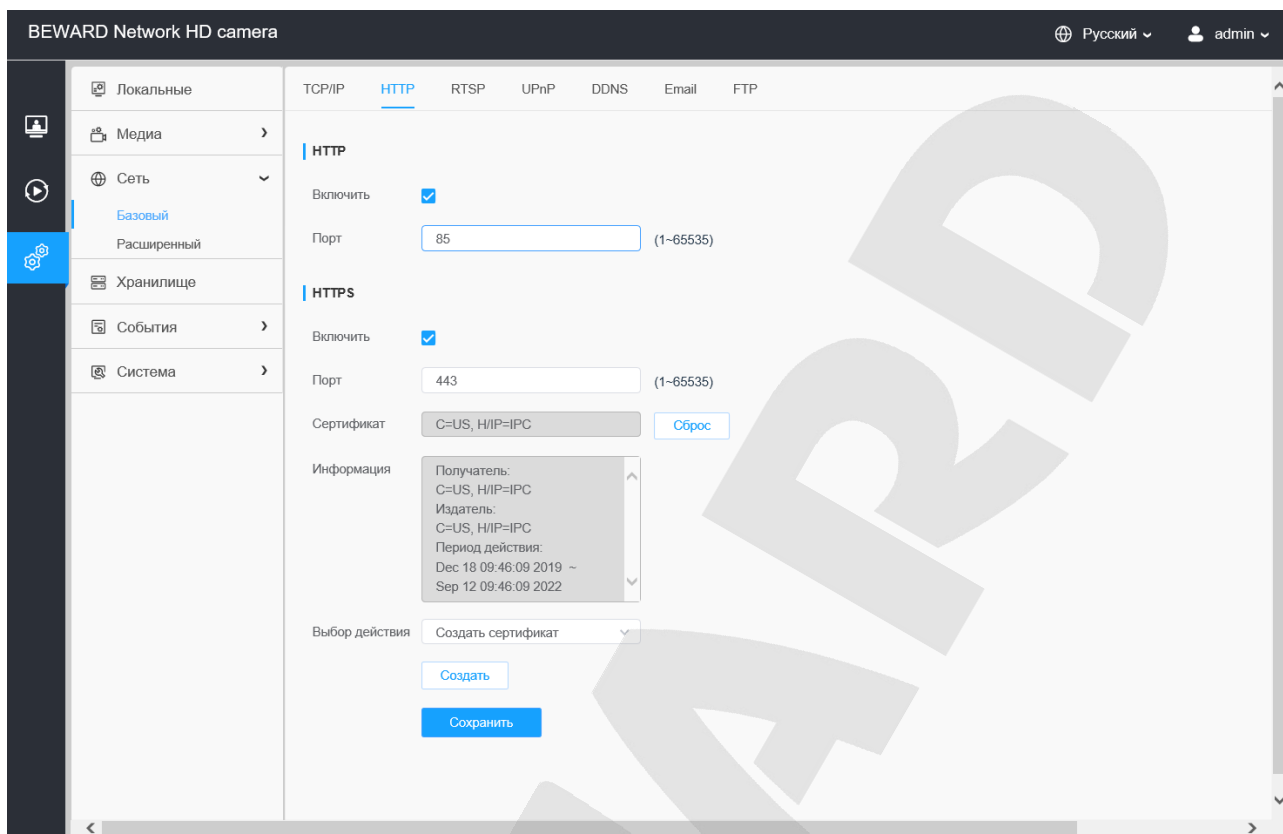 BEWARD Network HD camera
Русский
admin
Локальные
Медиа
Сеть
Базовый
Расширенный
Хранилище
События
Система
TCP/IP HTTP RTSP UPnP DDNS Email FTP
HTTP
Включить
Порт 85 (1~65535)
HTTPS
Включить
Порт 443 (1~65535)
Сертификат C=US, H/IP=IPC Сброс
Информация
Получатель:
C=US, H/IP=IPC
Издатель:
C=US, H/IP=IPC
Период действия:
Dec 18 09:46:09 2019 ~
Sep 12 09:46:09 2022
Выбор действия Создать сертификат
Создать
Сохранить
WARD